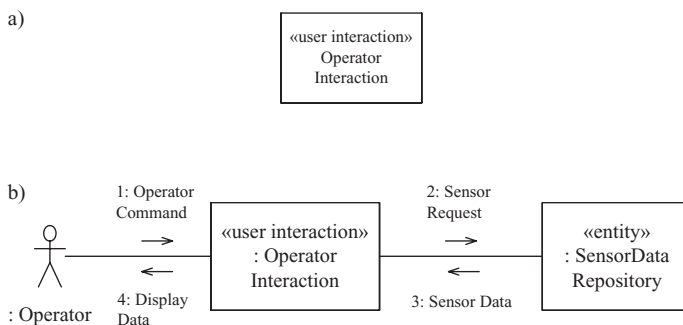 a)
«user interaction»
Operator
Interaction
b)
1: Operator
Command
2: Sensor
Request
«user interaction»
: Operator
Interaction
«entity»
: SensorData
Repository
4: Display
Data
3: Sensor Data
: Operator